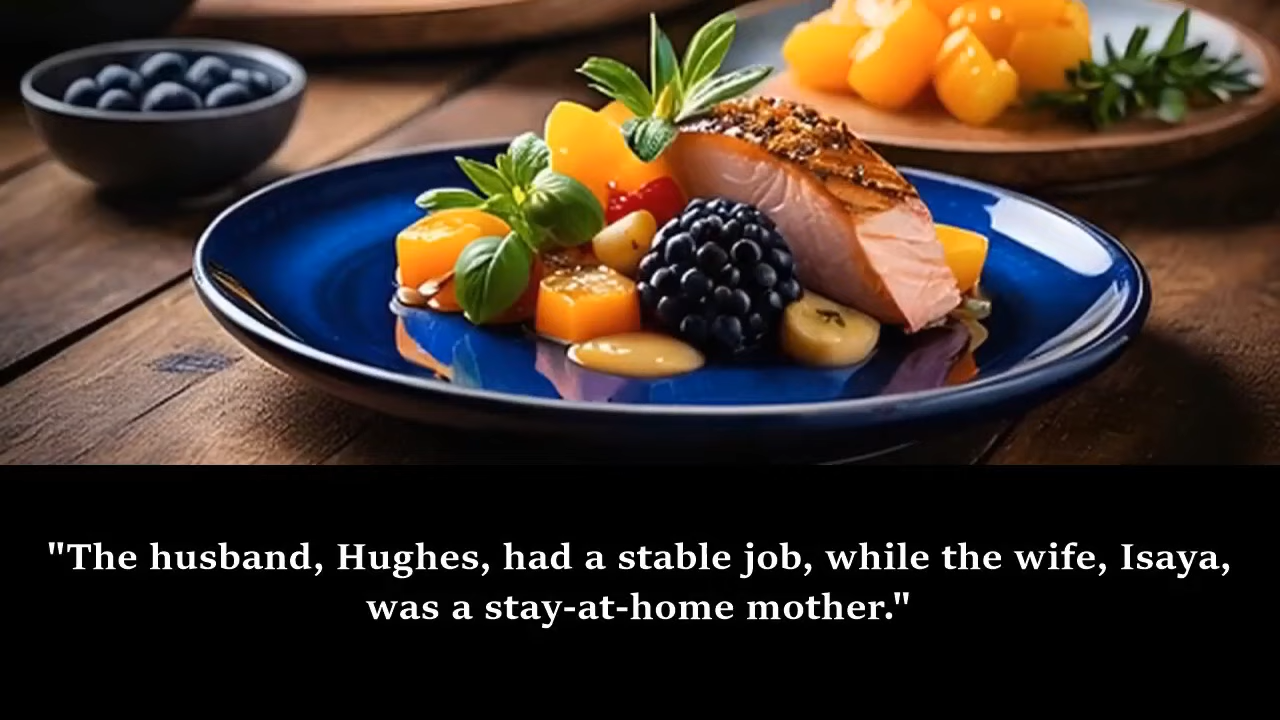 "The husband, Hughes, had a stable job, while the wife, Isaya,
was a stay-at-home mother."